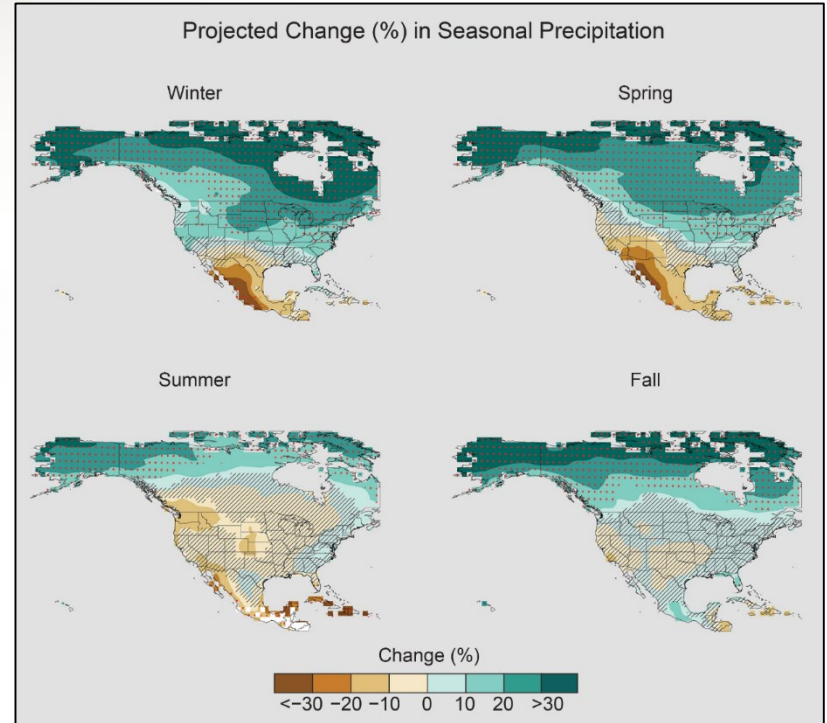 Projected Change (%) in Seasonal Precipitation
Winter
Spring
Summer
Fall
Change (%)
<−30 −20 −10 0 10 20 >30